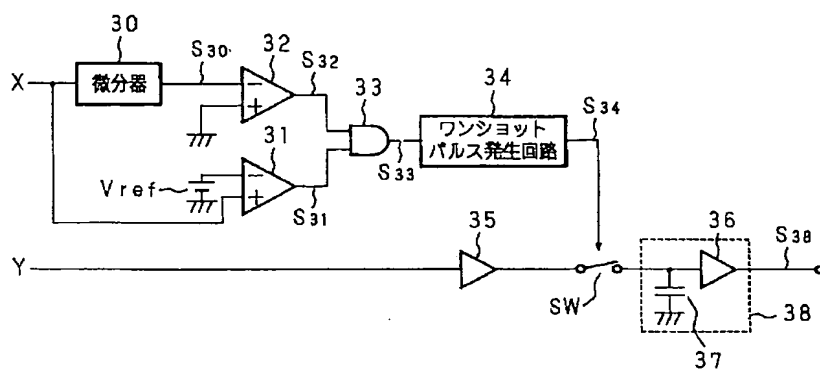 30
S30
32
S32
33
34
S34
X
微分器
ワンショット
パルス発生回路
31
S33
Vref
S31
35
36
S38
Y
SW
38
37